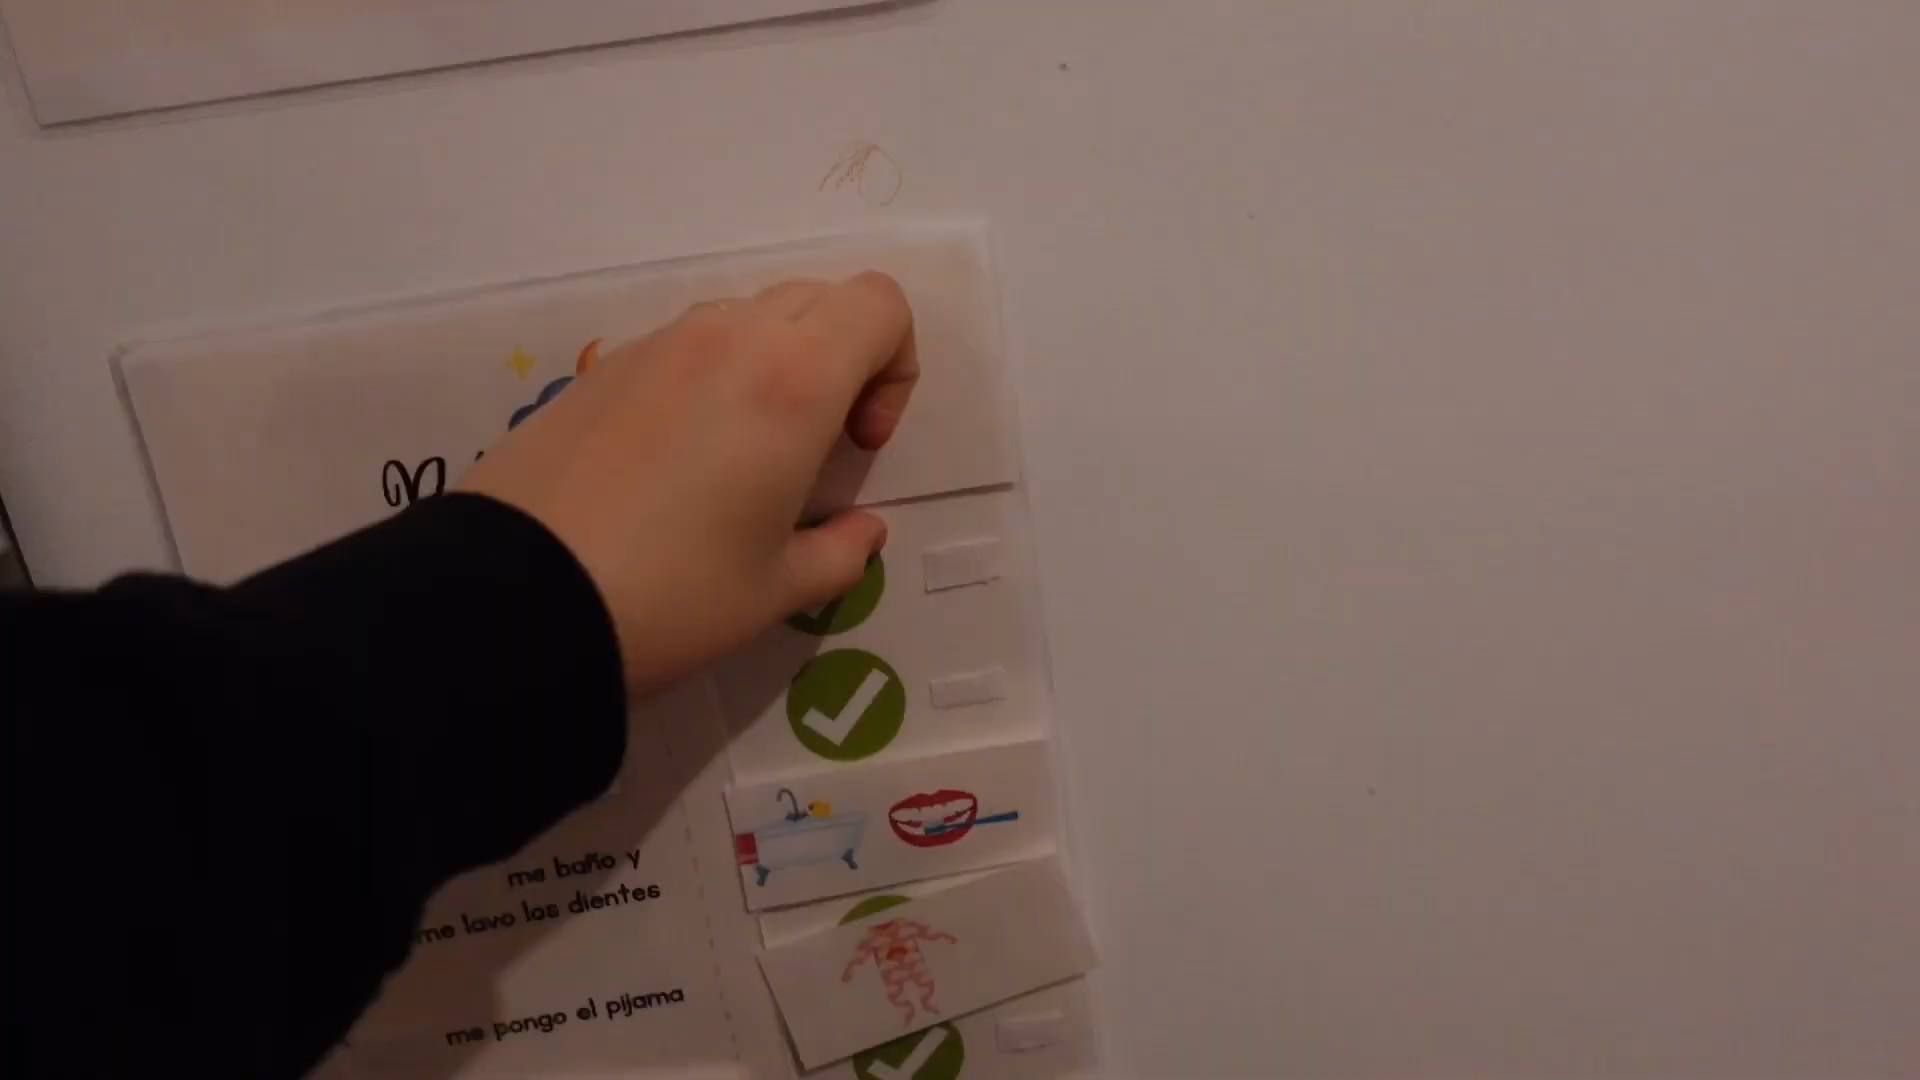 me baño y
me lavo los dientes
me pongo el pijama